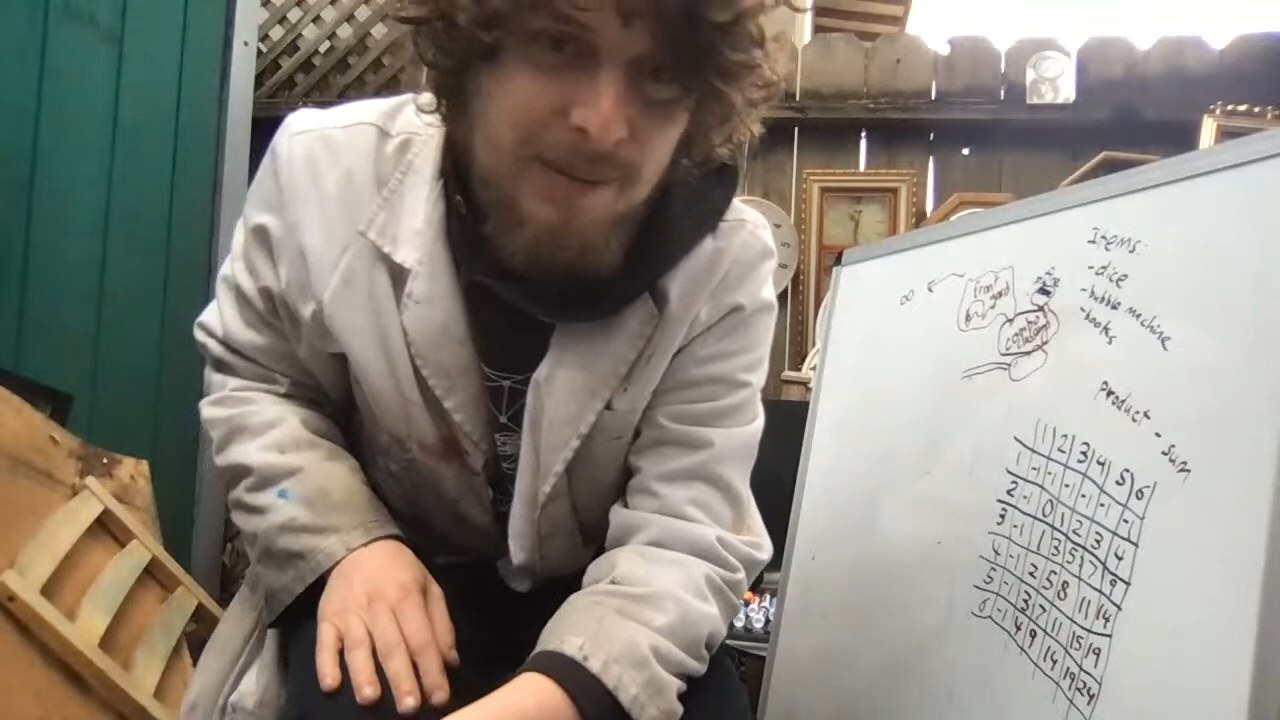 Items:
-dice
-bubble machine
-books
front yard
∞
product - sum
1 2 3 4 5 6
1 -1 -1 -1 -1 -1 -1
2 -1 0 1 2 3 4
3 -1 1 3 5 7 9
4 -1 2 5 8 11 14
5 -1 3 7 11 15 19
6 -1 4 9 14 19 24
4
5
6